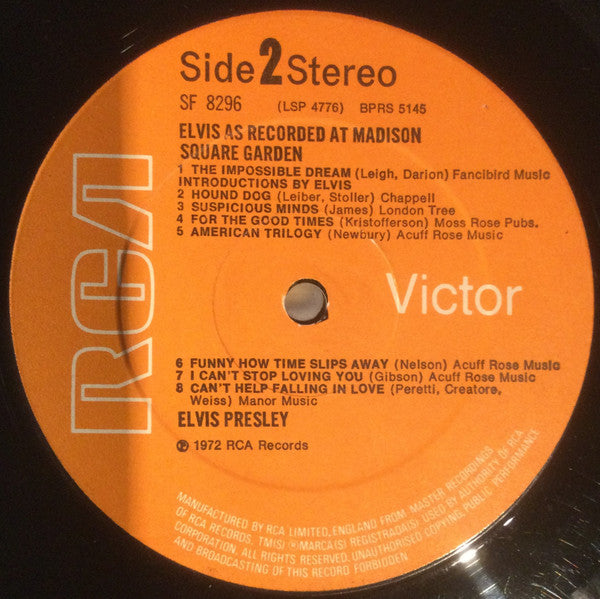 Side 2 Stereo
SF 8296 (LSP 4776) BPRS 5145
ELVIS AS RECORDED AT MADISON
SQUARE GARDEN
1 THE IMPOSSIBLE DREAM (Leigh, Darion) Fancibird Music
INTRODUCTIONS BY ELVIS
2 HOUND DOG (Leiber, Stoller) Chappell
3 SUSPICIOUS MINDS (James) London Tree
4 FOR THE GOOD TIMES (Kristofferson) Moss Rose Pubs.
5 AMERICAN TRILOGY (Newbury) Acuff Rose Music
RCA
Victor
6 FUNNY HOW TIME SLIPS AWAY (Nelson) Acuff Rose Music
7 I CAN'T STOP LOVING YOU (Gibson) Acuff Rose Music
8 CAN'T HELP FALLING IN LOVE (Peretti, Creatore,
Weiss) Manor Music
ELVIS PRESLEY
℗ 1972 RCA Records
MANUFACTURED BY RCA LIMITED, ENGLAND FROM MASTER RECORDINGS
OF RCA RECORDS. TM(S) ® MARCA(S) REGISTRADA(S) USED BY AUTHORITY OF RCA
CORPORATION. ALL RIGHTS RESERVED. UNAUTHORISED COPYING, PUBLIC PERFORMANCE
AND BROADCASTING OF THIS RECORD FORBIDDEN